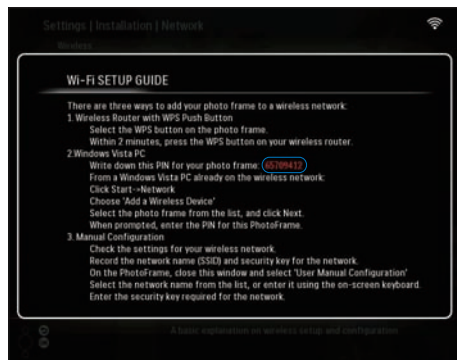 Settings | Installation | Network
Wireless
Wi-Fi SETUP GUIDE
There are three ways to add your photo frame to a wireless network:
1. Wireless Router with WPS Push Button
Select the WPS button on the photo frame.
Within 2 minutes, press the WPS button on your wireless router.
2.Windows Vista PC
Write down this PIN for your photo frame: 65709412
From a Windows Vista PC already on the wireless network:
Click Start->Network
Choose 'Add a Wireless Device'
Select the photo frame from the list, and click Next.
When prompted, enter the PIN for this PhotoFrame.
3. Manual Configuration
Check the settings for your wireless network.
Record the network name (SSID) and security key for the network.
On the PhotoFrame, close this window and select 'User Manual Configuration'
Select the network name from the list, or enter it using the on-screen keyboard.
Enter the security key required for the network.
A basic explanation on wireless setup and configuration